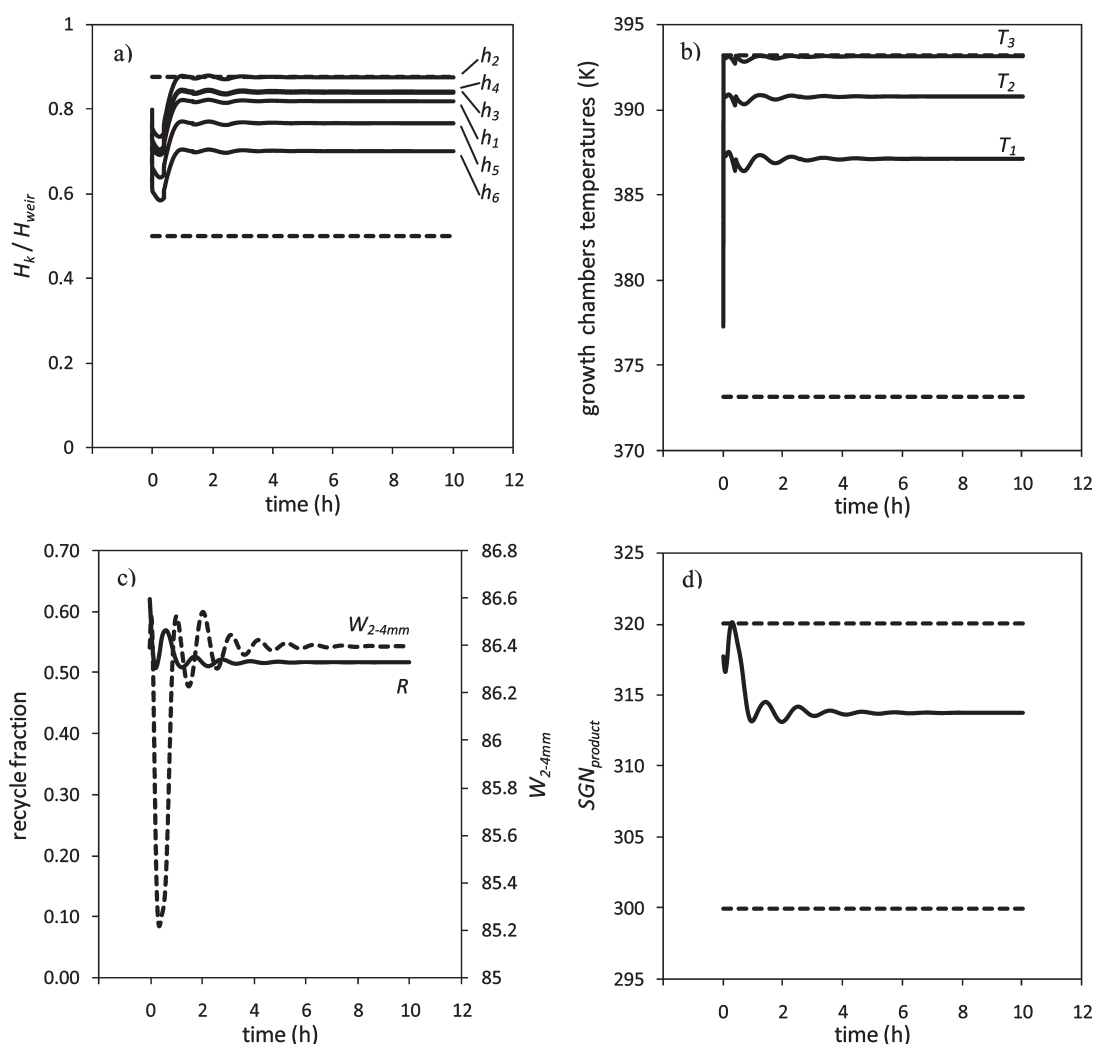 a)
1
0.8
0.6
0.4
0.2
0
H_k / H_weir
h_2
h_4
h_3
h_1
h_5
h_6
0 2 4 6 8 10 12
time (h)
b)
395
390
385
380
375
370
growth chambers temperatures (K)
T_3
T_2
T_1
0 2 4 6 8 10 12
time (h)
c)
0.70
0.60
0.50
0.40
0.30
0.20
0.10
0.00
recycle fraction
W_2-4mm
R
86.8
86.6
86.4
86.2
86
85.8
85.6
85.4
85.2
85
W_2-4mm
0 2 4 6 8 10 12
time (h)
d)
325
320
315
310
305
300
295
SGN_product
0 2 4 6 8 10 12
time (h)